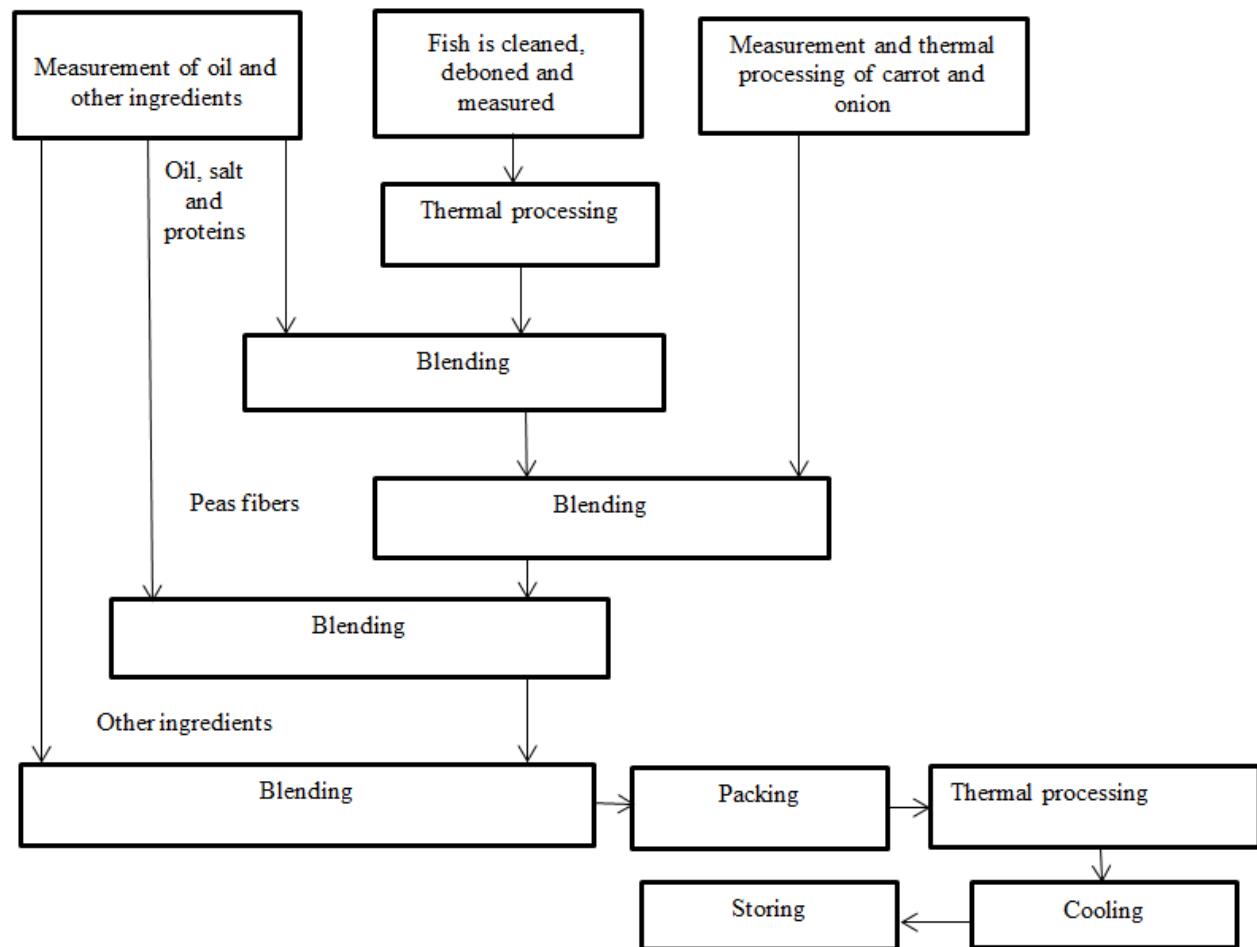 Measurement of oil and
other ingredients
Fish is cleaned,
deboned and
measured
Measurement and thermal
processing of carrot and
onion
Oil, salt
and
proteins
Thermal processing
Blending
Peas fibers
Blending
Blending
Other ingredients
Blending
Packing
Thermal processing
Storing
Cooling